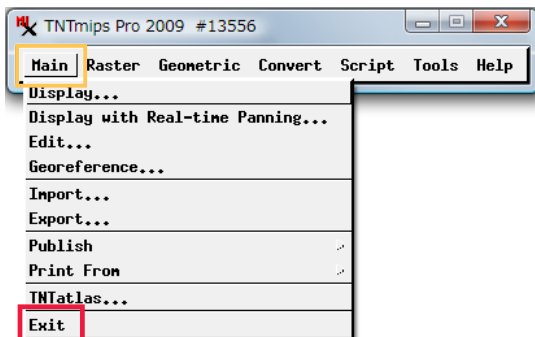 TNTmips Pro 2009 #13556
Main Raster Geometric Convert Script Tools Help
Display...
Display with Real-time Panning...
Edit...
Georeference...
Import...
Export...
Publish
Print From
TNTatlas...
Exit